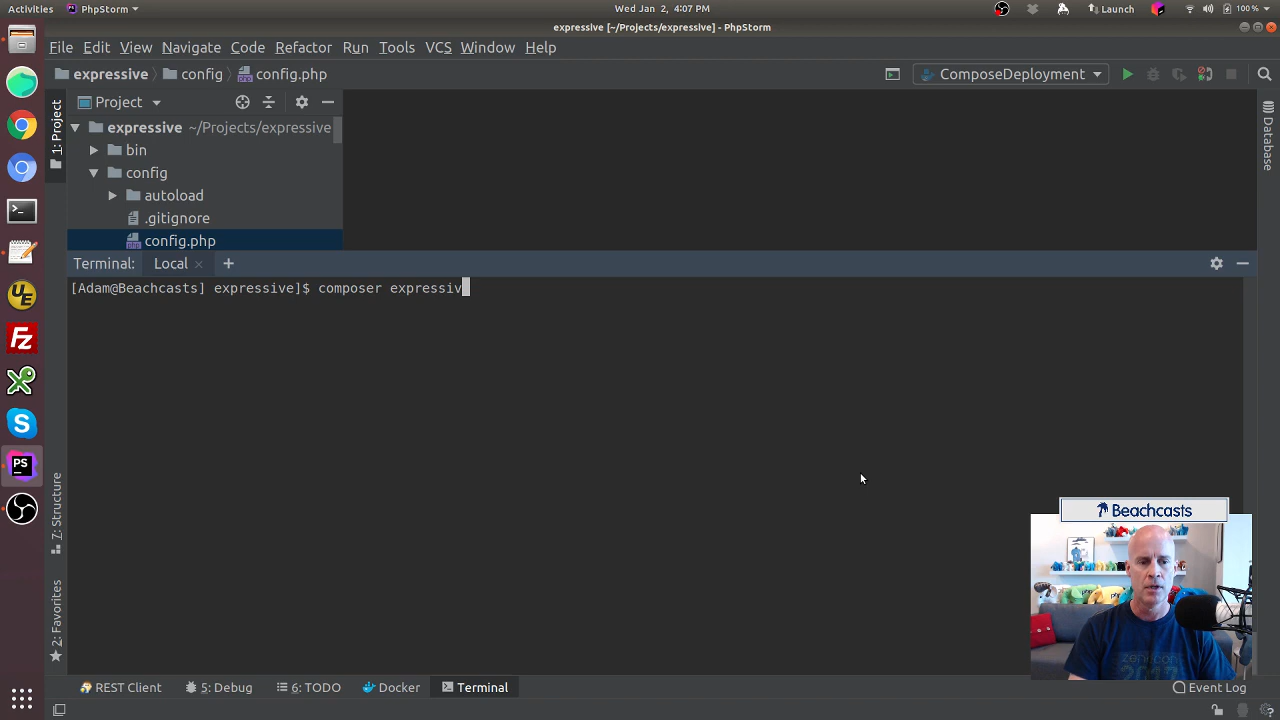 Activities PhpStorm Wed Jan 2, 4:07 PM Launch 100 %
expressive [~/Projects/expressive] - PhpStorm
File Edit View Navigate Code Refactor Run Tools VCS Window Help
expressive config config.php ComposeDeployment
1: Project Project Database
expressive ~/Projects/expressive
bin
config
autoload
.gitignore
config.php
Terminal: Local
[Adam@Beachcasts] expressive]$ composer expressiv
7: Structure
2: Favorites
Beachcasts
REST Client 5: Debug 6: TODO Docker Terminal Event Log